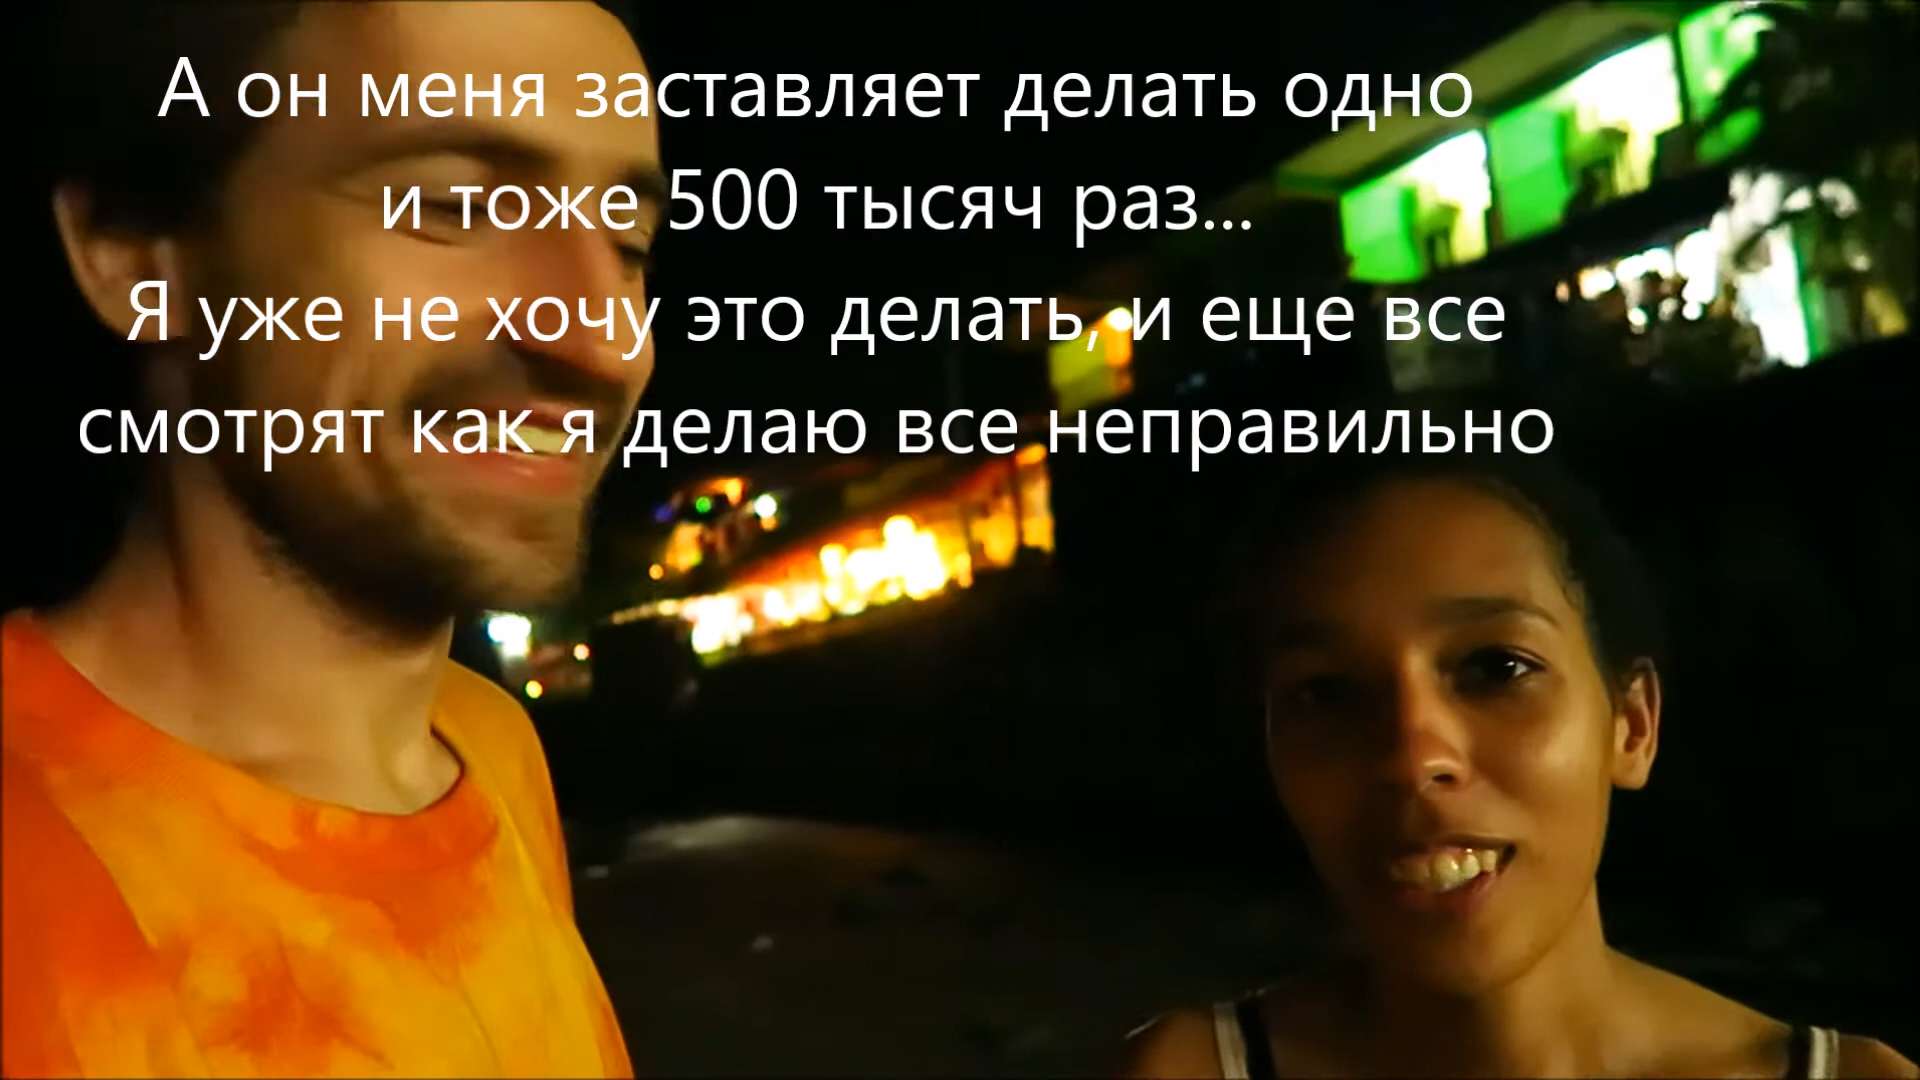 А он меня заставляет делать одно
и тоже 500 тысяч раз...
Я уже не хочу это делать, и еще все
смотрят как я делаю все неправильно